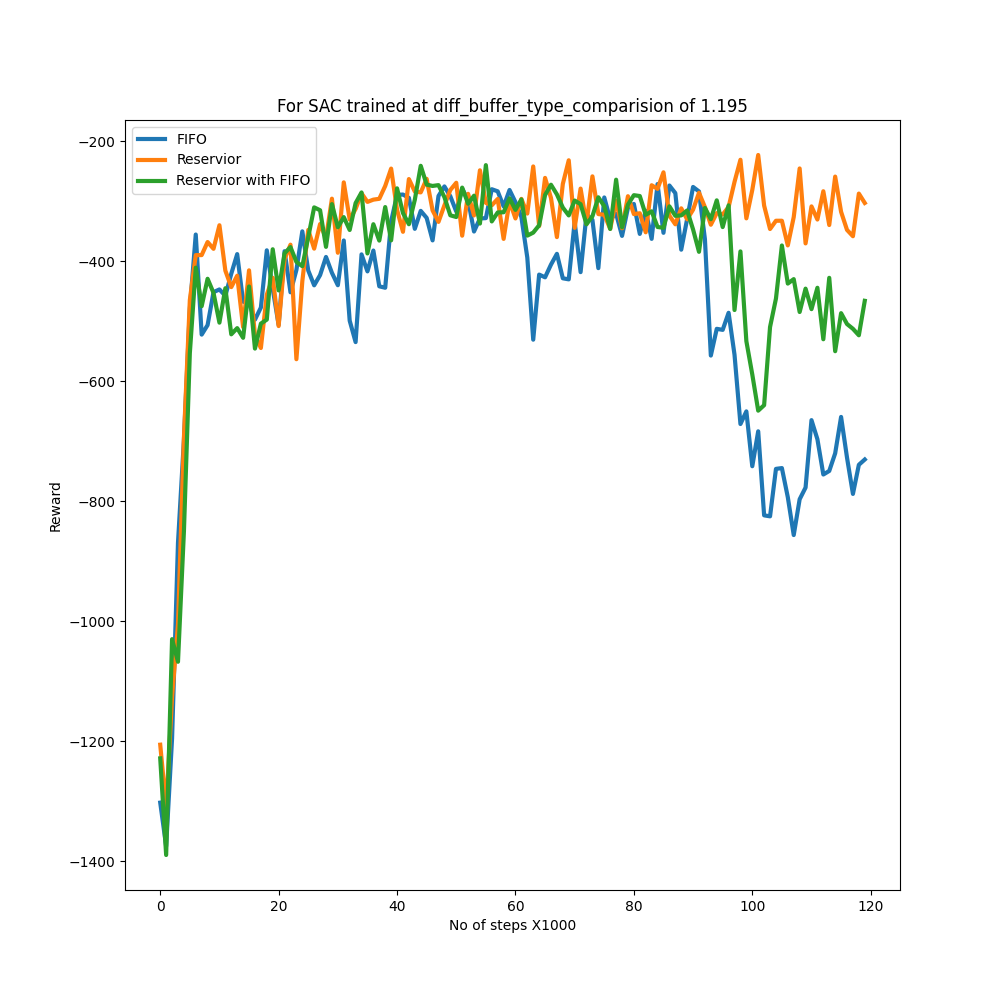 For SAC trained at diff_buffer_type_comparision of 1.195
FIFO
Reservior
Reservior with FIFO
−200
−400
−600
−800
−1000
−1200
−1400
Reward
0
20
40
60
80
100
120
No of steps X1000